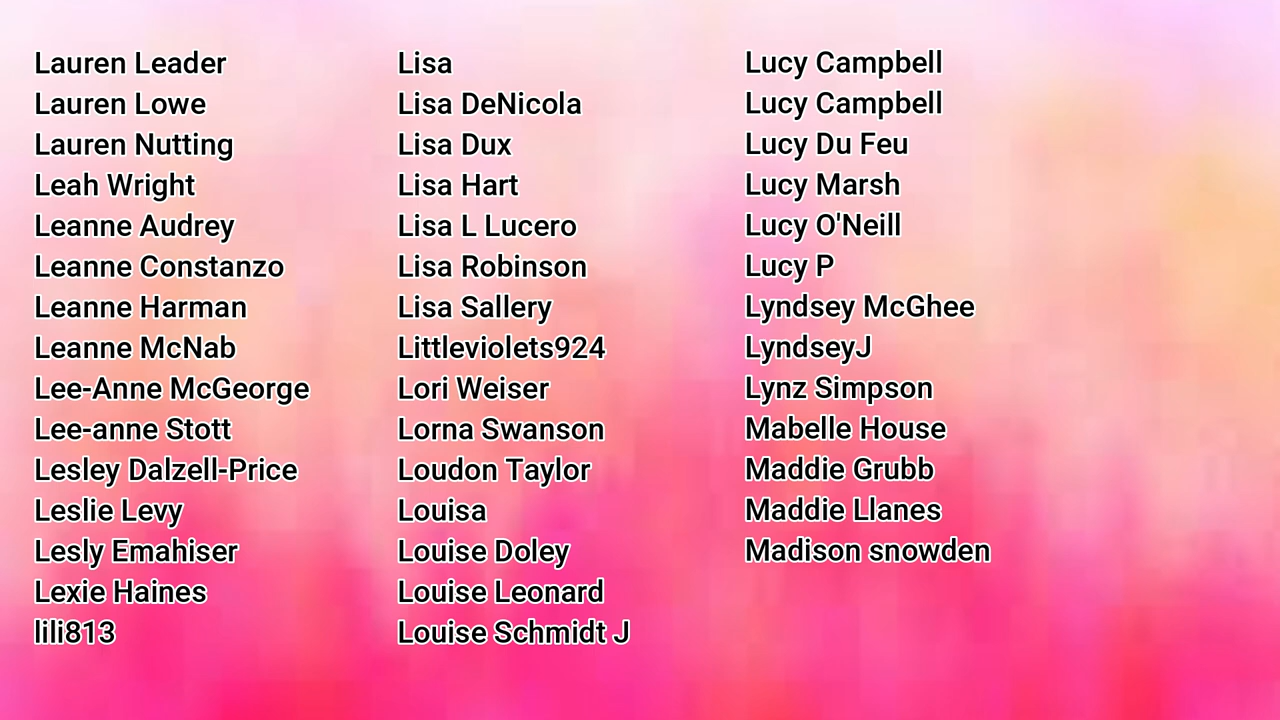 Lauren Leader
Lauren Lowe
Lauren Nutting
Leah Wright
Leanne Audrey
Leanne Constanzo
Leanne Harman
Leanne McNab
Lee-Anne McGeorge
Lee-anne Stott
Lesley Dalzell-Price
Leslie Levy
Lesly Emahiser
Lexie Haines
lili813
Lisa
Lisa DeNicola
Lisa Dux
Lisa Hart
Lisa L Lucero
Lisa Robinson
Lisa Sallery
Littleviolets924
Lori Weiser
Lorna Swanson
Loudon Taylor
Louisa
Louise Doley
Louise Leonard
Louise Schmidt J
Lucy Campbell
Lucy Campbell
Lucy Du Feu
Lucy Marsh
Lucy O'Neill
Lucy P
Lyndsey McGhee
LyndseyJ
Lynz Simpson
Mabelle House
Maddie Grubb
Maddie Llanes
Madison snowden